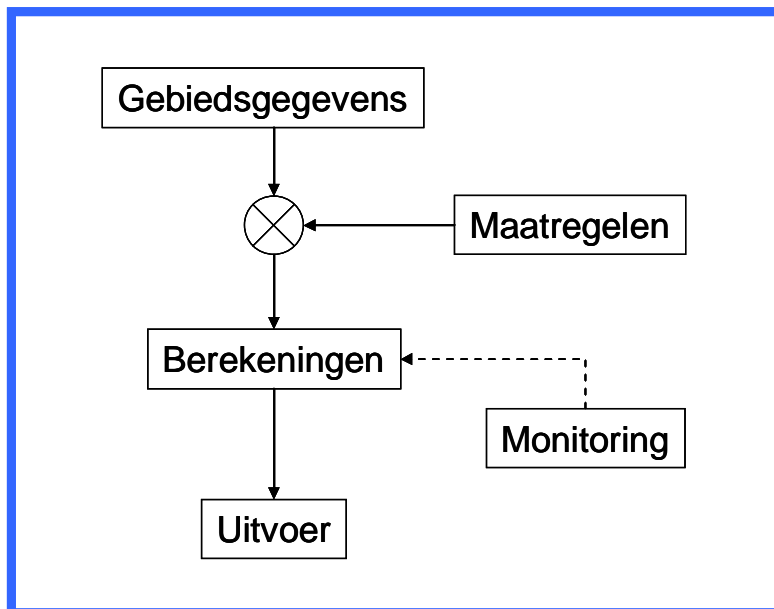 Gebiedsgegevens
Maatregelen
Berekeningen
Monitoring
Uitvoer